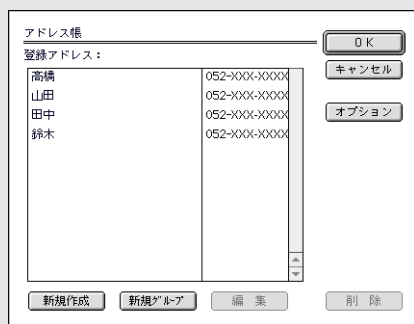 アドレス帳
登録アドレス：
高橋 052-XXX-XXXX
山田 052-XXX-XXXX
田中 052-XXX-XXXX
鈴木 052-XXX-XXXX
OK
キャンセル
オプション
新規作成 新規ｸﾞﾙｰﾌﾟ 編 集 削 除